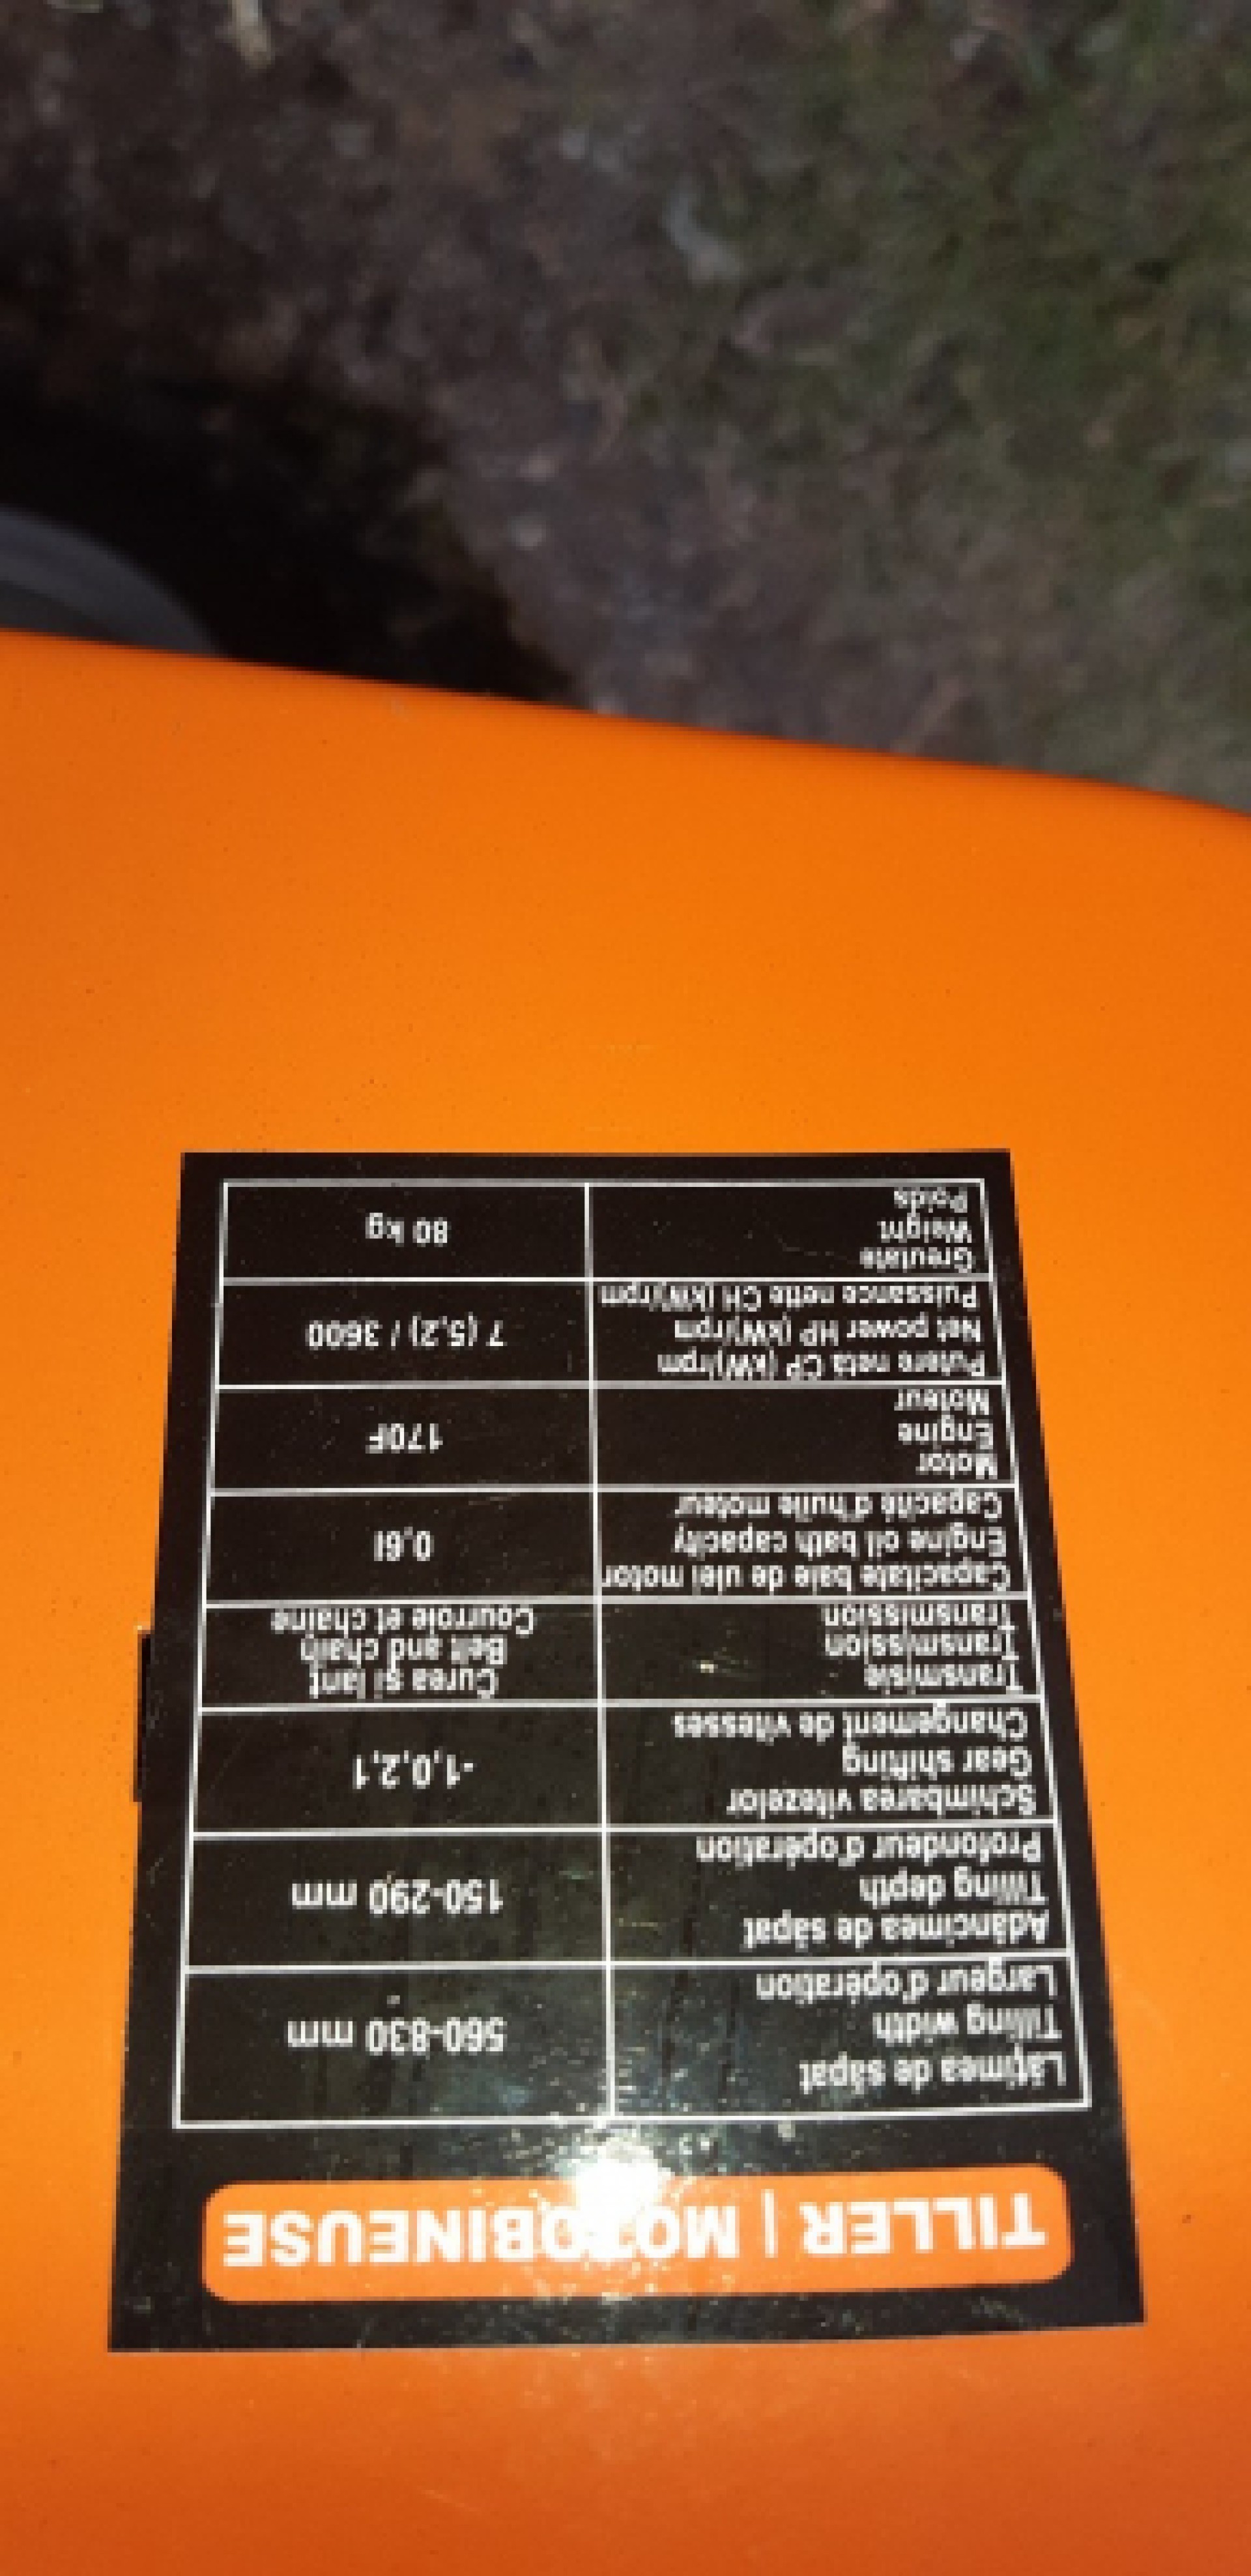 TILLER | MOTOBINEUSE
Lațimea de săpat
Tilling width
Largeur d'opération
560-830 mm
Adâncimea de săpat
Tilling depth
Profondeur d'opération
150-290 mm
Schimbarea vitezelor
Gear shifting
Changement de vitesses
-1,0,2,1
Transmisie
Transmission
Transmission
Curea si lanț
Belt and chain
Courroie et chaîne
Capacitate baie de ulei motor
Engine oil bath capacity
Capacité d'huile moteur
0,6l
Motor
Engine
Moteur
170F
Putere netă CP (kW)/rpm
Net power HP (kW)/rpm
Puissance nette CH (kW)/rpm
7 (5,2) / 3600
Greutate
Weight
Poids
80 kg